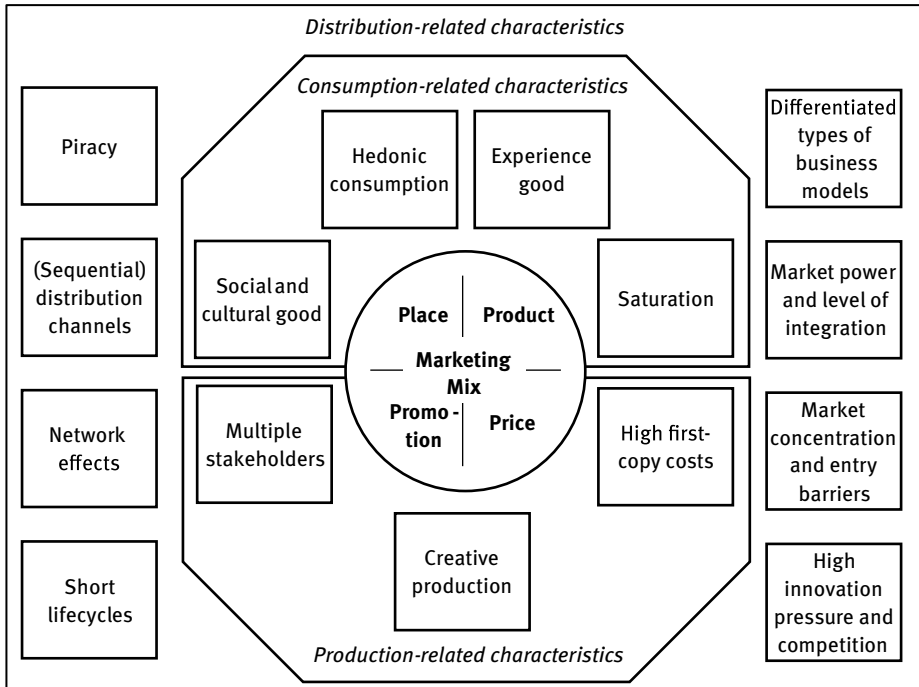 Distribution-related characteristics
Consumption-related characteristics
Piracy
Hedonic
consumption
Experience
good
Differentiated
types of
business
models
(Sequential)
distribution
channels
Social and
cultural good
Place
Product
Saturation
Market power
and level of
integration
Marketing
Mix
Network
effects
Multiple
stakeholders
Promo -
tion
Price
High first-
copy costs
Market
concentration
and entry
barriers
Short
lifecycles
Creative
production
High
innovation
pressure and
competition
Production-related characteristics